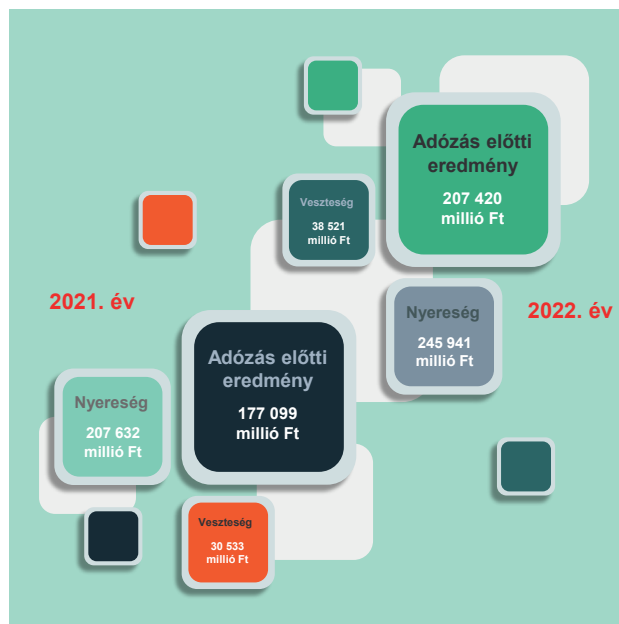 Adózás előtti
eredmény
207 420
millió Ft
Veszteség
38 521
millió Ft
2021. év
2022. év
Nyereség
245 941
millió Ft
Adózás előtti
eredmény
177 099
millió Ft
Nyereség
207 632
millió Ft
Veszteség
30 533
millió Ft